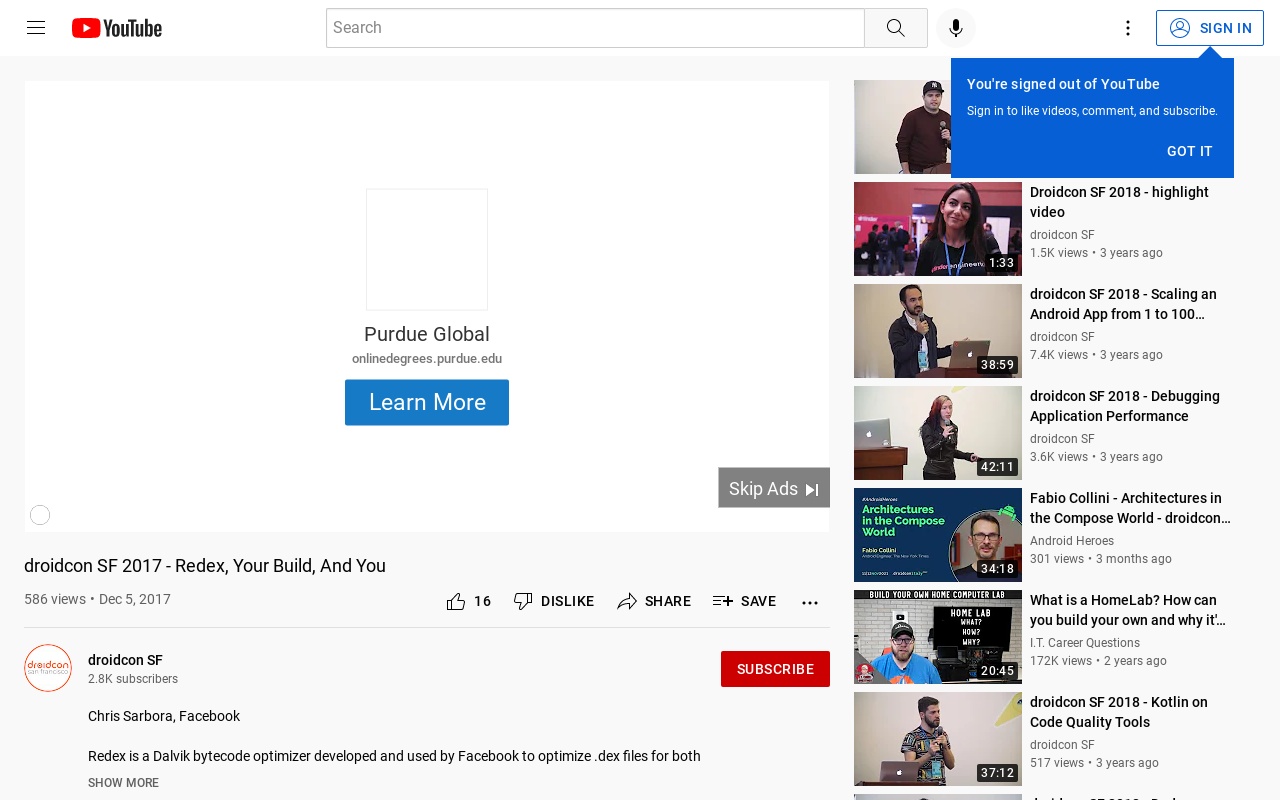 YouTube
Search
SIGN IN
You're signed out of YouTube
Sign in to like videos, comment, and subscribe.
GOT IT
Purdue Global
onlinedegrees.purdue.edu
Learn More
Skip Ads
droidcon SF 2017 - Redex, Your Build, And You
586 views • Dec 5, 2017
16
DISLIKE
SHARE
SAVE
droidcon
san francisco
droidcon SF
2.8K subscribers
SUBSCRIBE
Chris Sarbora, Facebook
Redex is a Dalvik bytecode optimizer developed and used by Facebook to optimize .dex files for both
SHOW MORE
1:33
Droidcon SF 2018 - highlight
video
droidcon SF
1.5K views • 3 years ago
38:59
droidcon SF 2018 - Scaling an
Android App from 1 to 100...
droidcon SF
7.4K views • 3 years ago
42:11
droidcon SF 2018 - Debugging
Application Performance
droidcon SF
3.6K views • 3 years ago
#AndroidHeroes
Architectures
in the Compose
World
Fabio Collini
34:18
Fabio Collini - Architectures in
the Compose World - droidcon...
Android Heroes
301 views • 3 months ago
BUILD YOUR OWN HOME COMPUTER LAB
HOME LAB
WHAT?
HOW?
WHY?
20:45
What is a HomeLab? How can
you build your own and why it'...
I.T. Career Questions
172K views • 2 years ago
37:12
droidcon SF 2018 - Kotlin on
Code Quality Tools
droidcon SF
517 views • 3 years ago